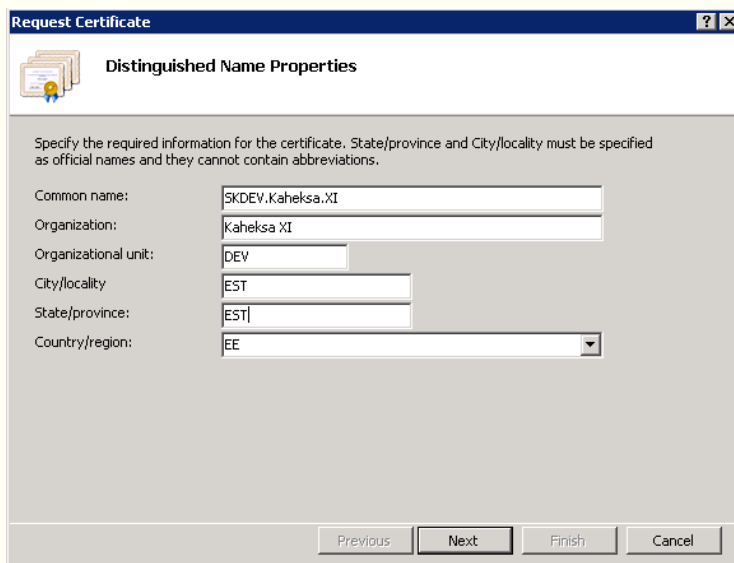 Request Certificate
Distinguished Name Properties
Specify the required information for the certificate. State/province and City/locality must be specified
as official names and they cannot contain abbreviations.
Common name: SKDEV.Kaheksa.XI
Organization: Kaheksa XI
Organizational unit: DEV
City/locality EST
State/province: EST
Country/region: EE
Previous Next Finish Cancel